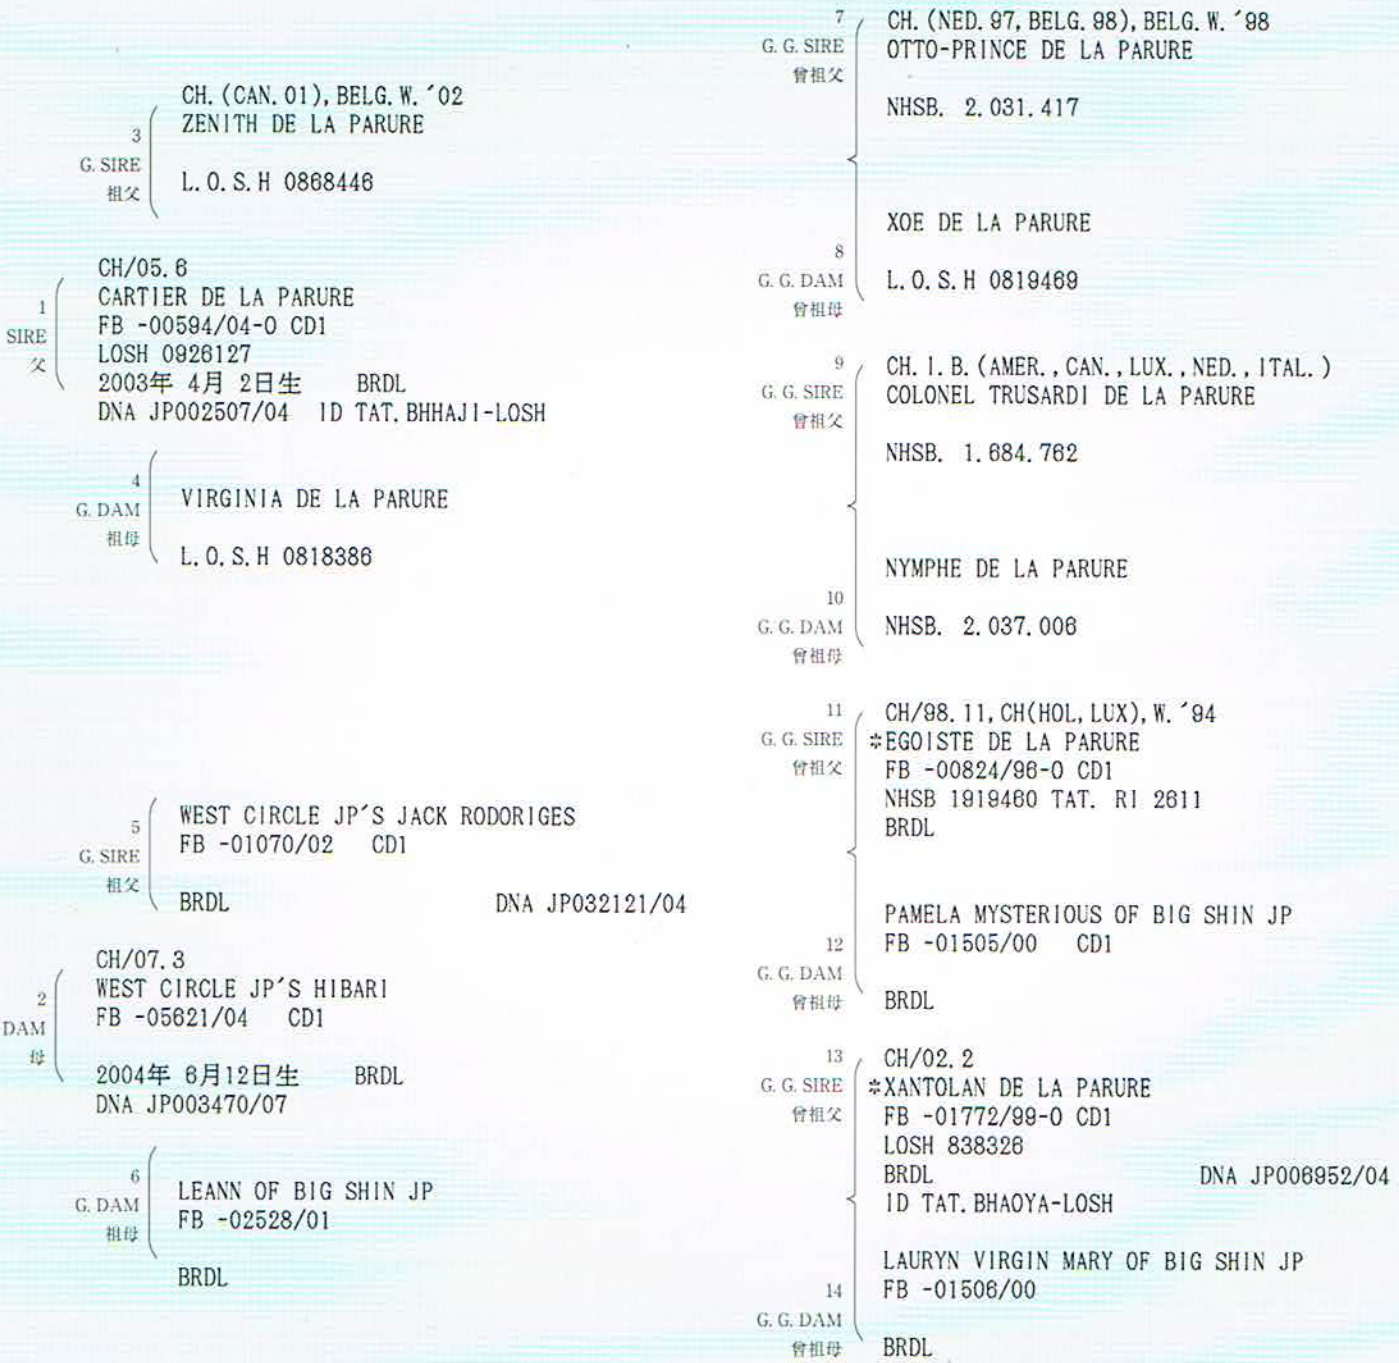 1
SIRE
父
CH/05.6
CARTIER DE LA PARURE
FB -00594/04-0 CD1
LOSH 0926127
2003年 4月 2日生 BRDL
DNA JP002507/04 ID TAT.BHHAJI-LOSH
2
DAM
母
CH/07.3
WEST CIRCLE JP´S HIBARI
FB -05621/04 CD1
2004年 6月12日生 BRDL
DNA JP003470/07
3
G. SIRE
祖父
CH.(CAN.01),BELG.W.´02
ZENITH DE LA PARURE
L.O.S.H 0868446
4
G. DAM
祖母
VIRGINIA DE LA PARURE
L.O.S.H 0818386
5
G. SIRE
祖父
WEST CIRCLE JP´S JACK RODORIGES
FB -01070/02 CD1
BRDL DNA JP032121/04
6
G. DAM
祖母
LEANN OF BIG SHIN JP
FB -02528/01
BRDL
7
G. G. SIRE
曾祖父
CH.(NED.97,BELG.98),BELG.W.´98
OTTO-PRINCE DE LA PARURE
NHSB. 2.031.417
8
G. G. DAM
曾祖母
XOE DE LA PARURE
L.O.S.H 0819469
9
G. G. SIRE
曾祖父
CH.I.B.(AMER.,CAN.,LUX.,NED.,ITAL.)
COLONEL TRUSARDI DE LA PARURE
NHSB. 1.684.762
10
G. G. DAM
曾祖母
NYMPHE DE LA PARURE
NHSB. 2.037.006
11
G. G. SIRE
曾祖父
CH/98.11,CH(HOL,LUX),W.´94
*EGOISTE DE LA PARURE
FB -00824/96-0 CD1
NHSB 1919460 TAT. RI 2611
BRDL
12
G. G. DAM
曾祖母
PAMELA MYSTERIOUS OF BIG SHIN JP
FB -01505/00 CD1
BRDL
13
G. G. SIRE
曾祖父
CH/02.2
*XANTOLAN DE LA PARURE
FB -01772/99-0 CD1
LOSH 838326
BRDL DNA JP006952/04
ID TAT.BHAOYA-LOSH
14
G. G. DAM
曾祖母
LAURYN VIRGIN MARY OF BIG SHIN JP
FB -01506/00
BRDL